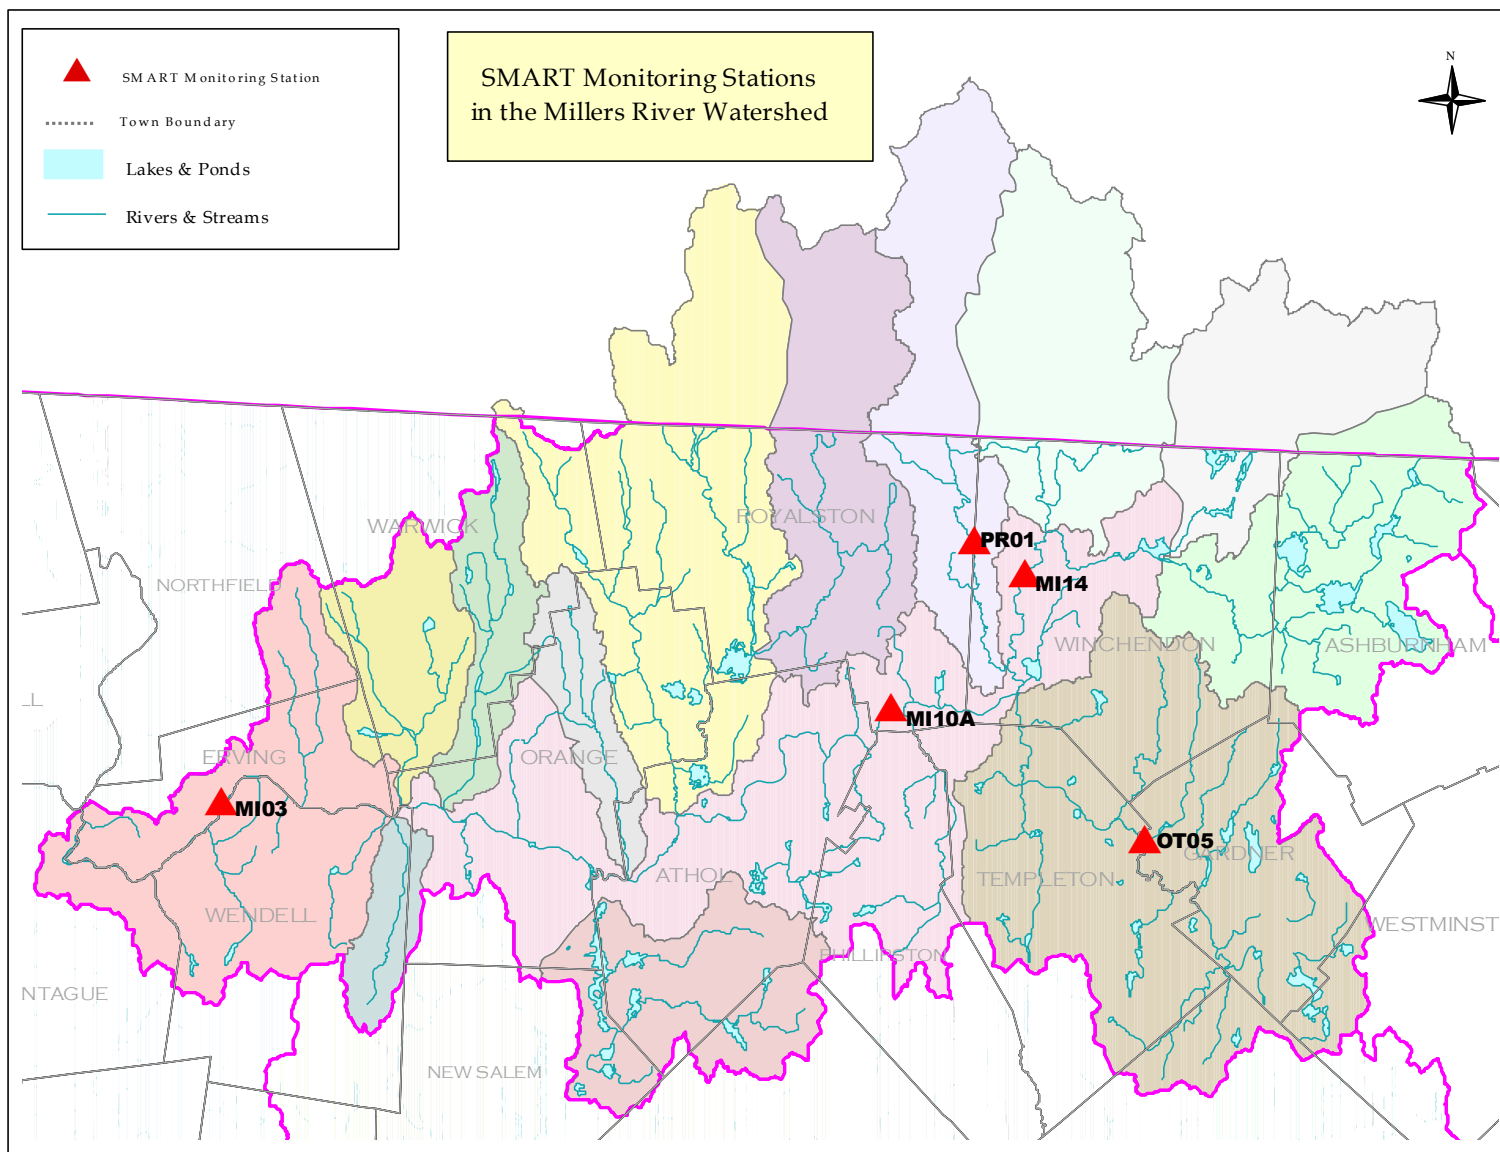 SMART Monitoring Stations
in the Millers River Watershed
SMART Monitoring Station
Town Boundary
Lakes & Ponds
Rivers & Streams
N
WARWICK
ROYALSTON
PR01
NORTHFIELD
MI14
WINCHENDON
ASHBURNHAM
LL
MI10A
ERVING
ORANGE
MI03
OT05
GARDNER
ATHOL
TEMPLETON
WENDELL
WESTMINST
PHILLIPSTON
NTAGUE
NEW SALEM